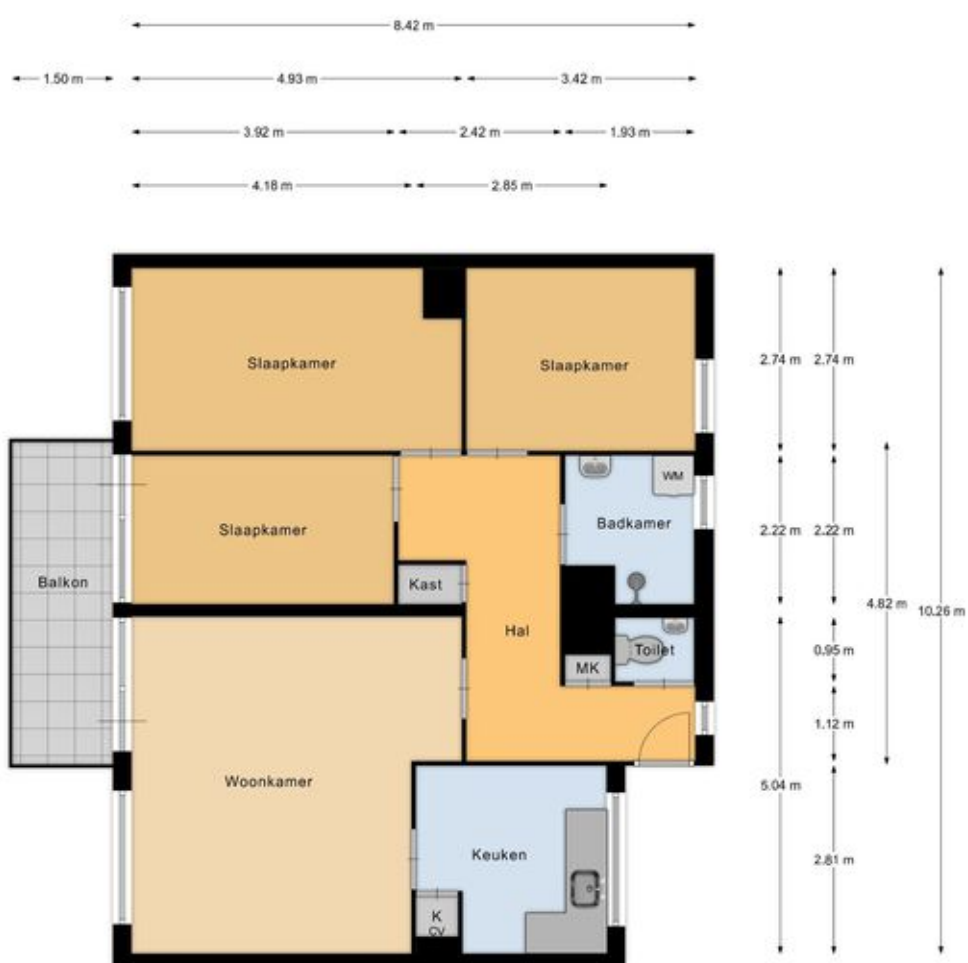 8.42 m
1.50 m
4.93 m
3.42 m
3.92 m
2.42 m
1.93 m
4.18 m
2.85 m
Slaapkamer
Slaapkamer
2.74 m
2.74 m
WM
Badkamer
Slaapkamer
2.22 m
2.22 m
Balkon
Kast
4.82 m
10.26 m
Hal
Toilet
0.95 m
MK
1.12 m
Woonkamer
5.04 m
Keuken
2.81 m
K
CV